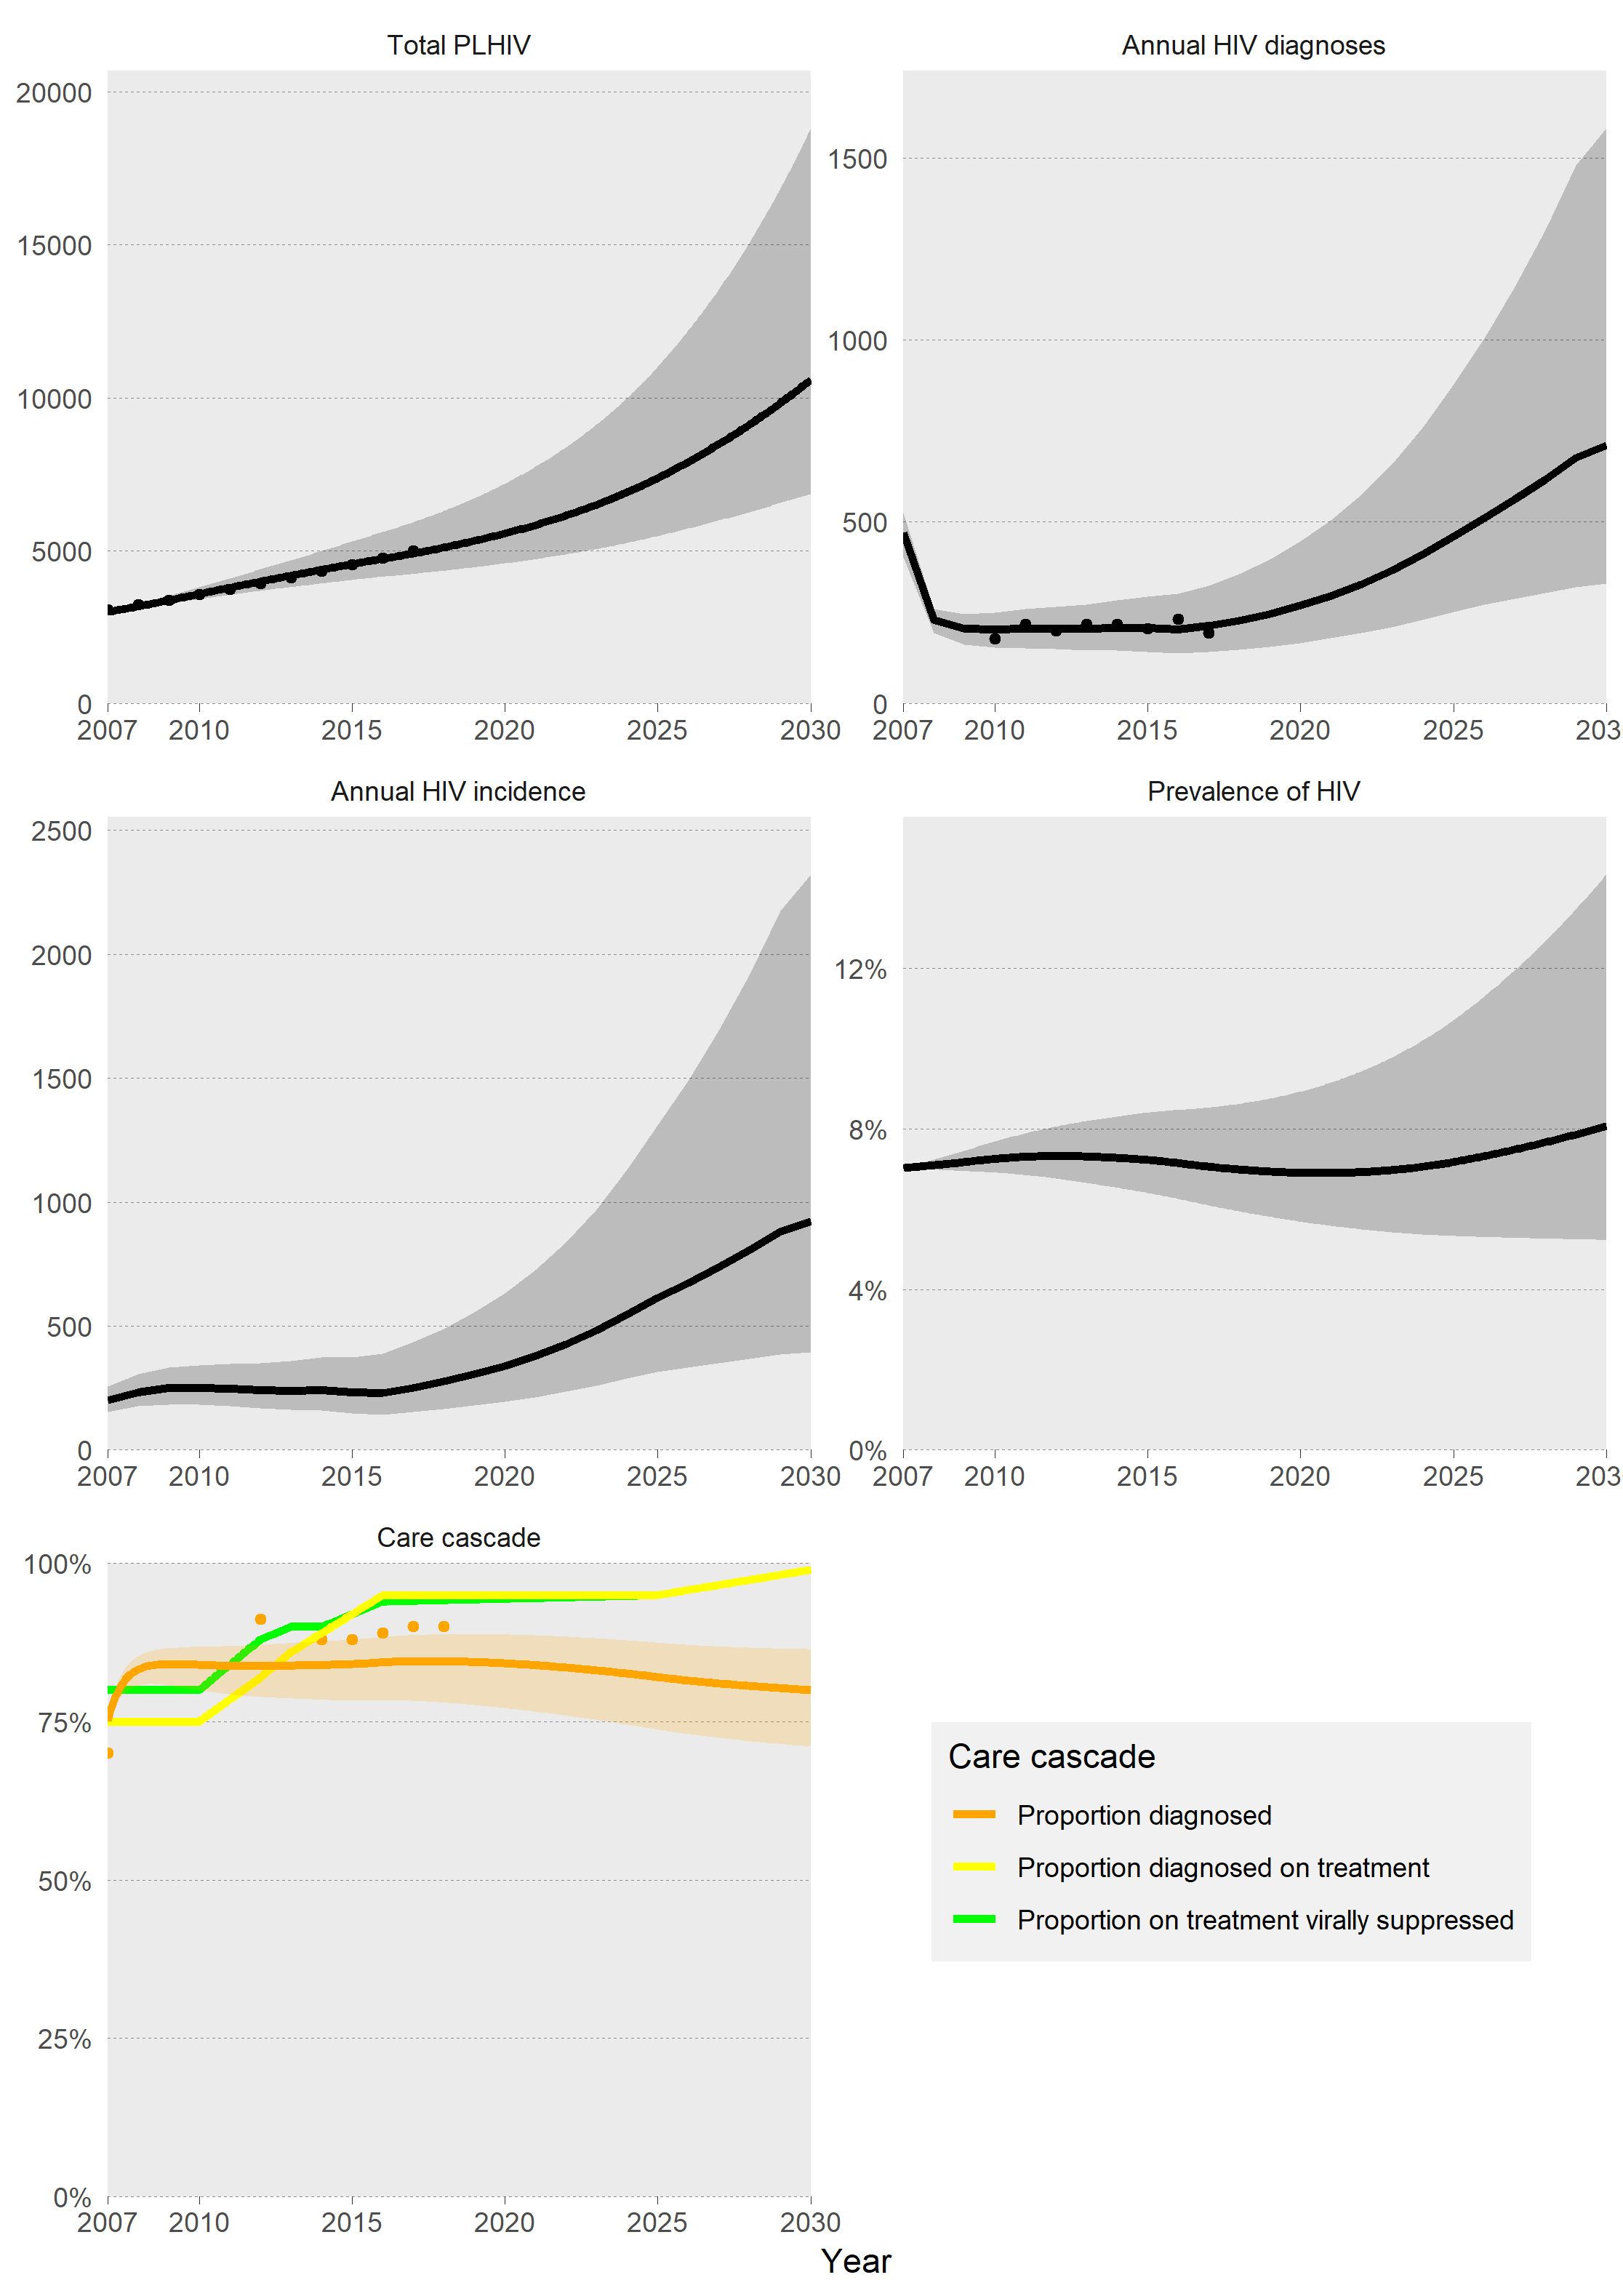 Total PLHIV
20000
15000
10000
5000
0
2007 2010 2015 2020 2025 2030
Annual HIV diagnoses
1500
1000
500
0
2007 2010 2015 2020 2025 203
Annual HIV incidence
2500
2000
1500
1000
500
0
2007 2010 2015 2020 2025 2030
Prevalence of HIV
12%
8%
4%
0%
2007 2010 2015 2020 2025 203
Care cascade
100%
75%
50%
25%
0%
2007 2010 2015 2020 2025 2030
Care cascade
Proportion diagnosed
Proportion diagnosed on treatment
Proportion on treatment virally suppressed
Year